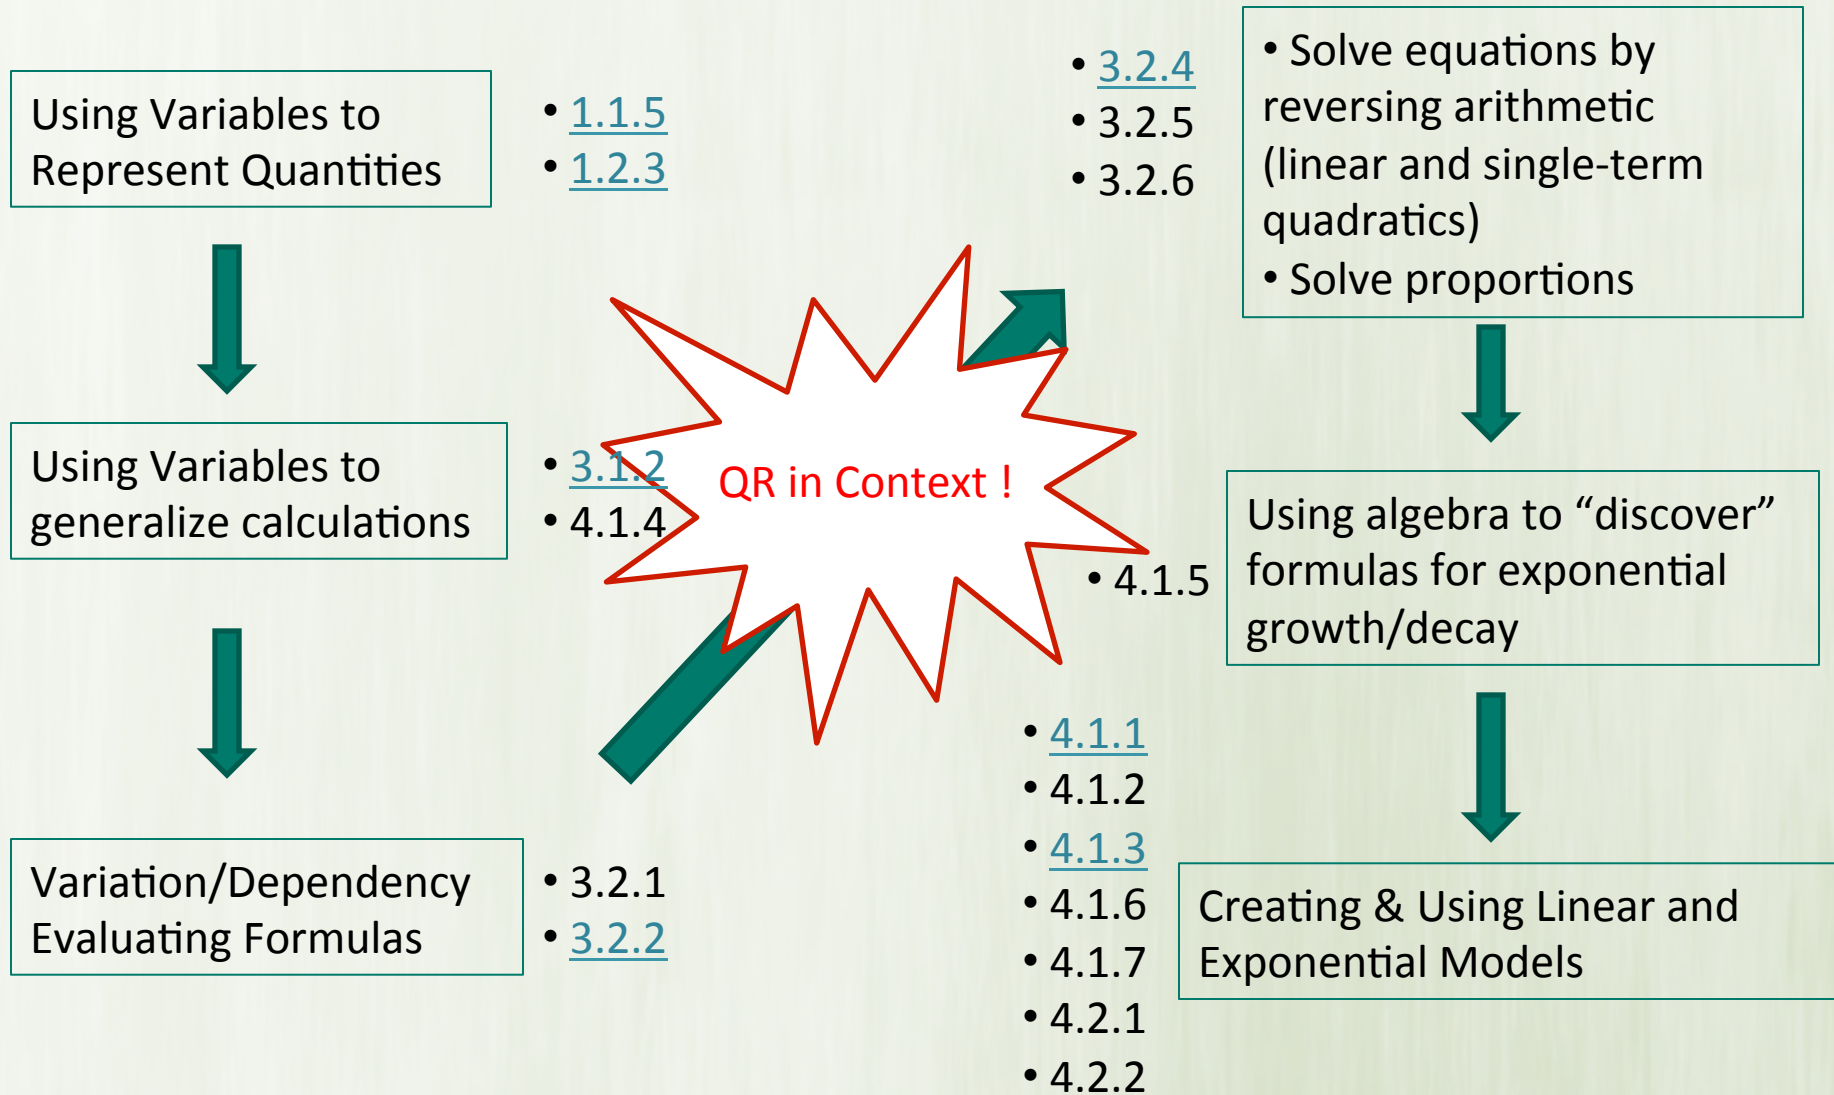 Using Variables to
Represent Quantities
• 1.1.5
• 1.2.3
Using Variables to
generalize calculations
• 3.1.2
• 4.1.4
Variation/Dependency
Evaluating Formulas
• 3.2.1
• 3.2.2
QR in Context !
• 3.2.4
• 3.2.5
• 3.2.6
• Solve equations by
reversing arithmetic
(linear and single-term
quadratics)
• Solve proportions
• 4.1.5
Using algebra to “discover”
formulas for exponential
growth/decay
• 4.1.1
• 4.1.2
• 4.1.3
• 4.1.6
• 4.1.7
• 4.2.1
• 4.2.2
Creating & Using Linear and
Exponential Models